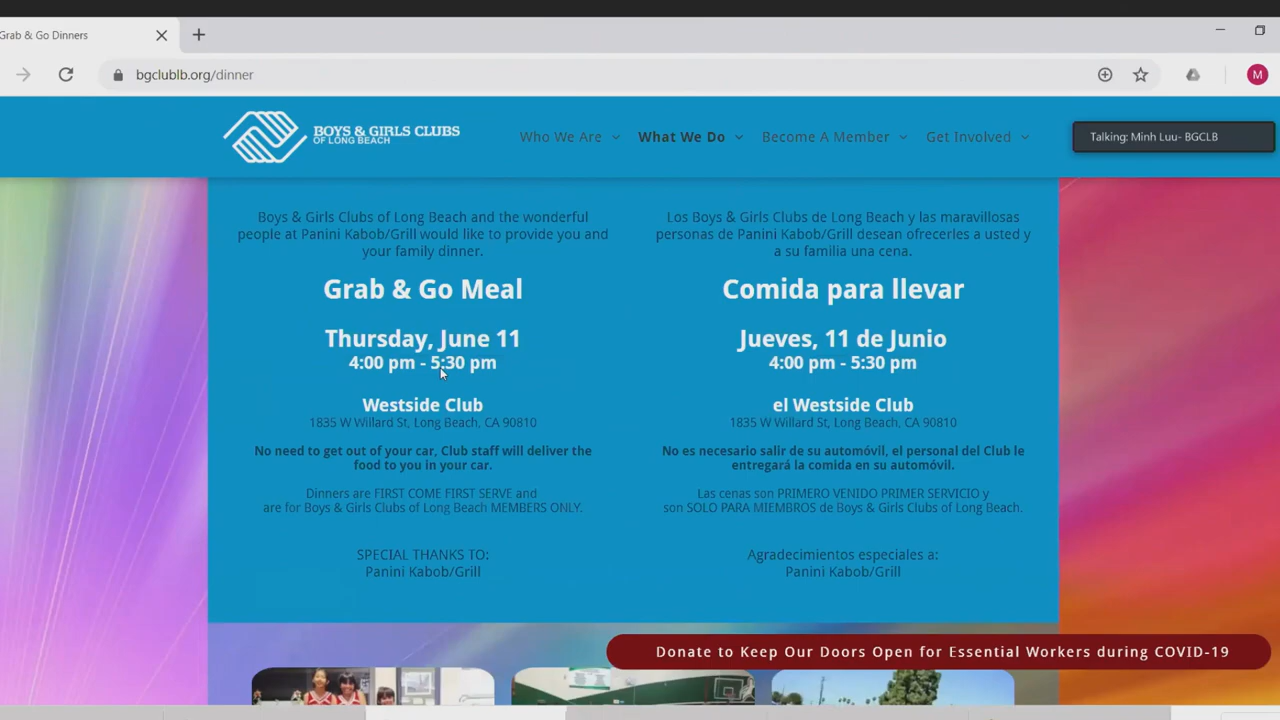 Grab & Go Dinners
bgclublb.org/dinner
M
BOYS & GIRLS CLUBS
OF LONG BEACH
Who We Are
What We Do
Become A Member
Get Involved
Talking: Minh Luu- BGCLB
Boys & Girls Clubs of Long Beach and the wonderful
people at Panini Kabob/Grill would like to provide you and
your family dinner.
Grab & Go Meal
Thursday, June 11
4:00 pm - 5:30 pm
Westside Club
1835 W Willard St, Long Beach, CA 90810
No need to get out of your car, Club staff will deliver the
food to you in your car.
Dinners are FIRST COME FIRST SERVE and
are for Boys & Girls Clubs of Long Beach MEMBERS ONLY.
SPECIAL THANKS TO:
Panini Kabob/Grill
Los Boys & Girls Clubs de Long Beach y las maravillosas
personas de Panini Kabob/Grill desean ofrecerles a usted y
a su familia una cena.
Comida para llevar
Jueves, 11 de Junio
4:00 pm - 5:30 pm
el Westside Club
1835 W Willard St, Long Beach, CA 90810
No es necesario salir de su automóvil, el personal del Club le
entregará la comida en su automóvil.
Las cenas son PRIMERO VENIDO PRIMER SERVICIO y
son SOLO PARA MIEMBROS de Boys & Girls Clubs of Long Beach.
Agradecimientos especiales a:
Panini Kabob/Grill
Donate to Keep Our Doors Open for Essential Workers during COVID-19